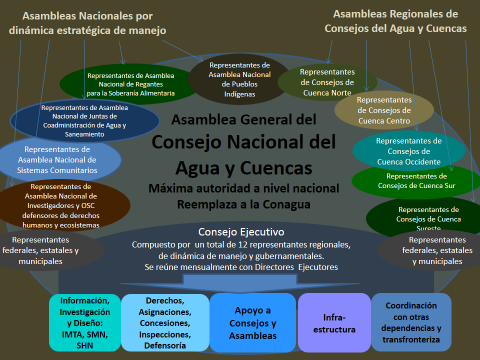 Asambleas Nacionales por
dinámica estratégica de manejo
Asambleas Regionales de
Consejos del Agua y Cuencas
Representantes de Asamblea
Nacional de Regantes
para la Soberanía Alimentaria
Representantes de
Asamblea Nacional
de Pueblos
Indígenas
Representantes
de Consejos de
Cuenca Norte
Representantes de Asamblea
Nacional de Juntas de
Coadministración de Agua y
Saneamiento
Representantes
de Consejos de
Cuenca Centro
Asamblea General del
Consejo Nacional del
Agua y Cuencas
Máxima autoridad a nivel nacional
Reemplaza a la Conagua
Representantes de
Asamblea Nacional de
Sistemas Comunitarios
Representantes de
Consejos de
Cuenca Occidente
Representantes de
Asamblea Nacional de
Investigadores y OSC
defensores de derechos
humanos y ecosistemas
Representantes
de Consejos de Cuenca Sur
Representantes
de Consejos de Cuenca
Sureste
Representantes
federales, estatales y
municipales
Representantes
federales, estatales
y municipales
Consejo Ejecutivo
Compuesto por un total de 12 representantes regionales,
de dinámica de manejo y gubernamentales.
Se reúne mensualmente con Directores Ejecutores
Información,
Investigación
y Diseño:
IMTA, SMN,
SHN
Derechos,
Asignaciones,
Concesiones,
Inspecciones,
Defensoría
Apoyo a
Consejos y
Asambleas
Infra-
estructura
Coordinación
con otras
dependencias y
transfronteriza